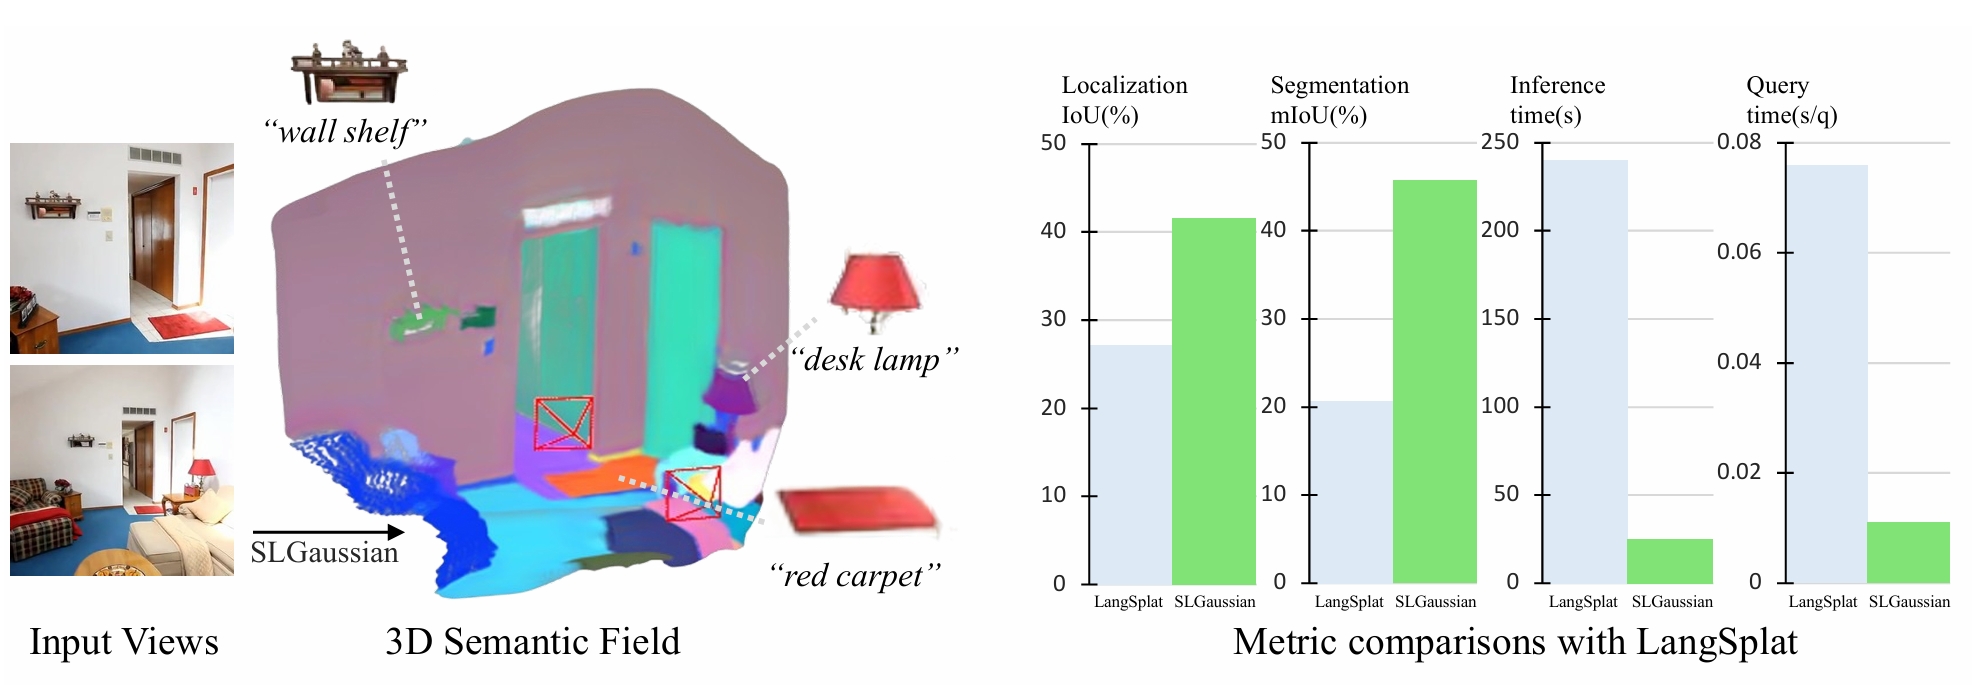 “wall shelf”
“desk lamp”
“red carpet”
SLGaussian
Input Views
3D Semantic Field
Localization
IoU(%)
50
40
30
20
10
0
LangSplat
SLGaussian
Segmentation
mIoU(%)
50
40
30
20
10
0
LangSplat
SLGaussian
Inference
time(s)
250
200
150
100
50
0
LangSplat
SLGaussian
Query
time(s/q)
0.08
0.06
0.04
0.02
0
LangSplat
SLGaussian
Metric comparisons with LangSplat